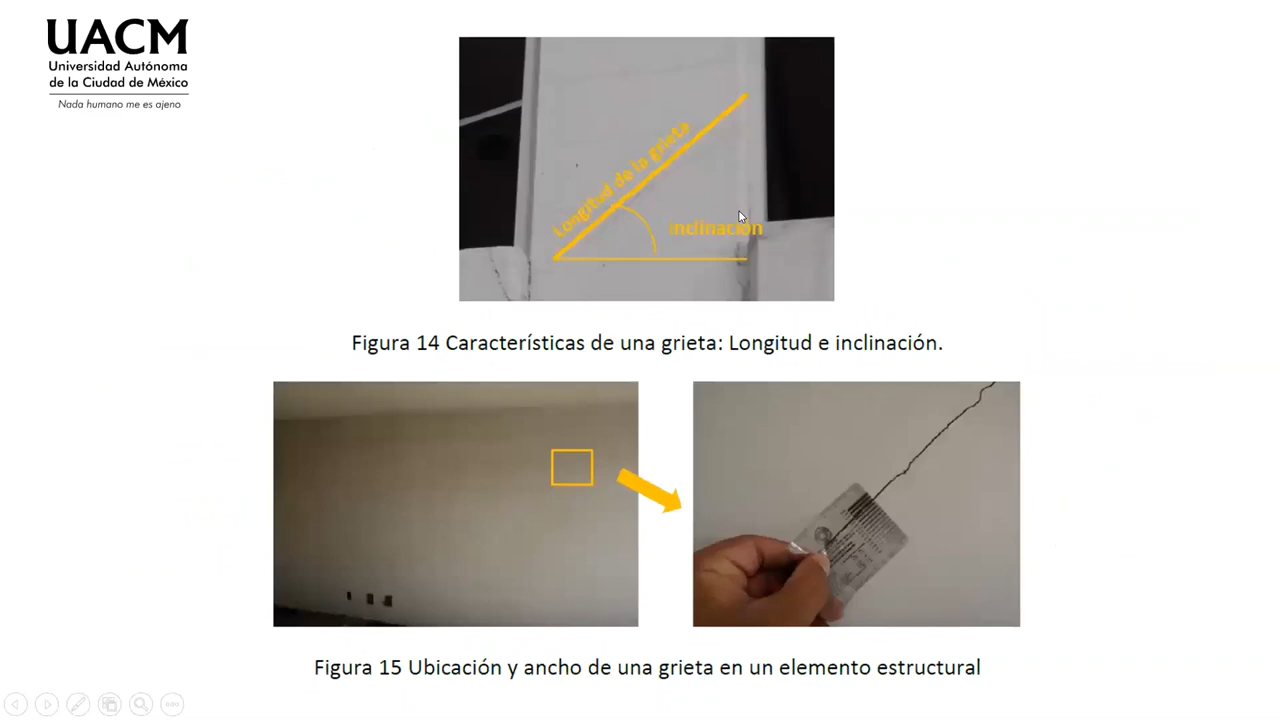 UACM
Universidad Autónoma
de la Ciudad de México
Nada humano me es ajeno
Longitud de la grieta
Inclinación
Figura 14 Características de una grieta: Longitud e inclinación.
Figura 15 Ubicación y ancho de una grieta en un elemento estructural